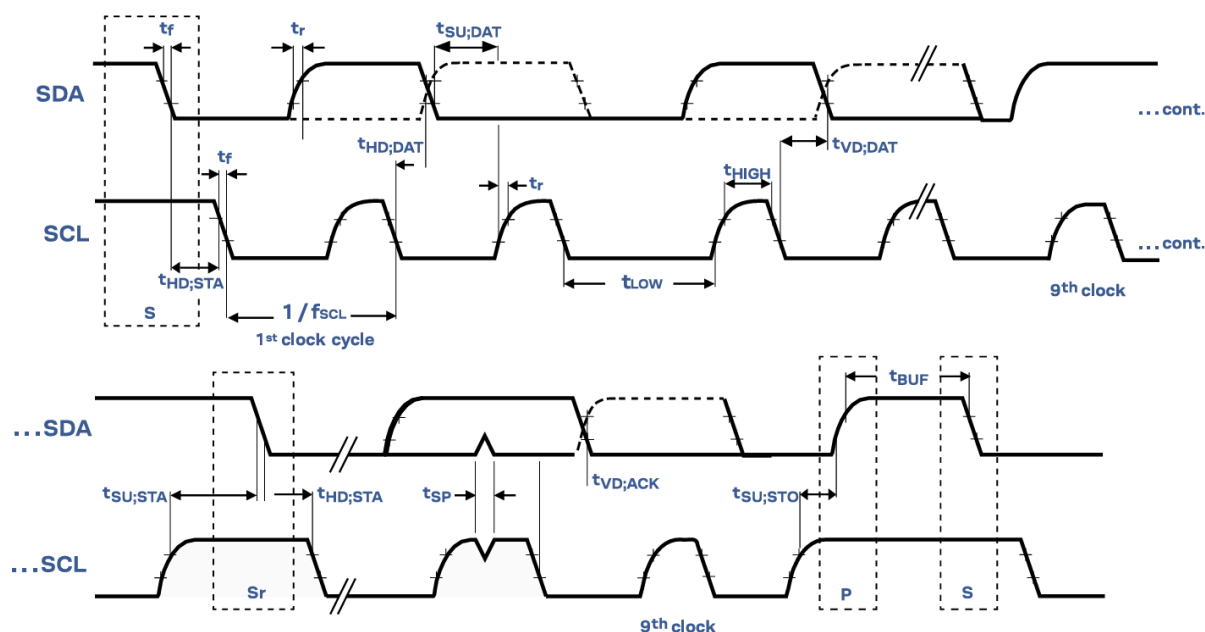 tf
tr
tSU;DAT
SDA
...cont.
tHD;DAT
tVD;DAT
tf
tr
tHIGH
SCL
...cont.
tHD;STA
tLOW
9th clock
S
1 / fSCL
1st clock cycle
tBUF
...SDA
tSU;STA
tHD;STA
tSP
tVD;ACK
tSU;STO
...SCL
Sr
P
S
9th clock